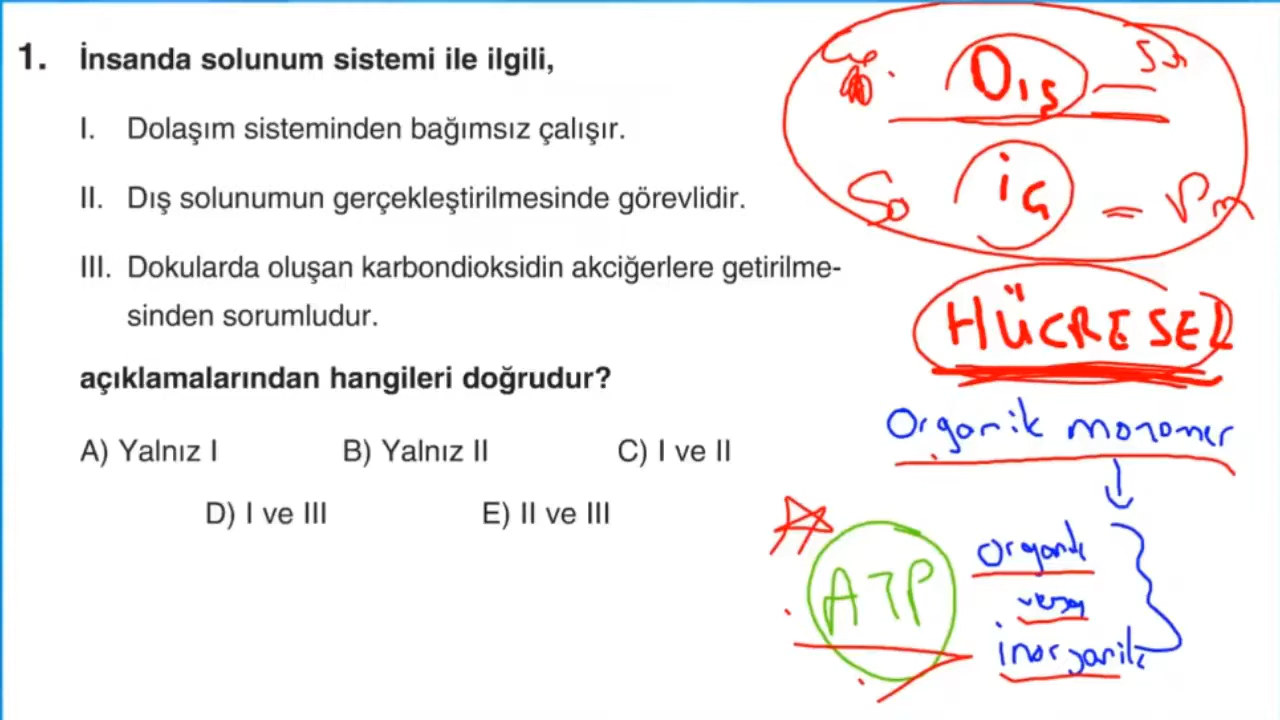 1. İnsanda solunum sistemi ile ilgili,
I. Dolaşım sisteminden bağımsız çalışır.
II. Dış solunumun gerçekleştirilmesinde görevlidir.
III. Dokularda oluşan karbondioksidin akciğerlere getirilme-
sinden sorumludur.
açıklamalarından hangileri doğrudur?
A) Yalnız I B) Yalnız II C) I ve II
D) I ve III E) II ve III
Dış =
So iç =
HÜCRESEL
Organik monomer
ATP
organik
veya
inorganik